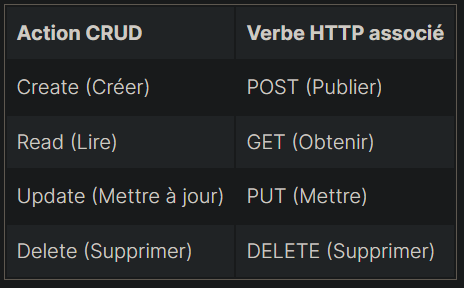 Action CRUD Verbe HTTP associé
Create (Créer) POST (Publier)
Read (Lire) GET (Obtenir)
Update (Mettre à jour) PUT (Mettre)
Delete (Supprimer) DELETE (Supprimer)